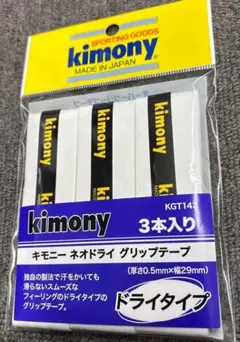 SPORTING GOODS
kimony
MADE IN JAPAN
kimony
kimony
kimony
KGT143
kimony
3本入り
キモニー ネオドライ グリップテープ
(厚さ0.5mm×幅29mm)
独自の製法で汗をかいても
滑らないスムーズな
フィーリングのドライタイプの
グリップテープ。
ドライタイプ